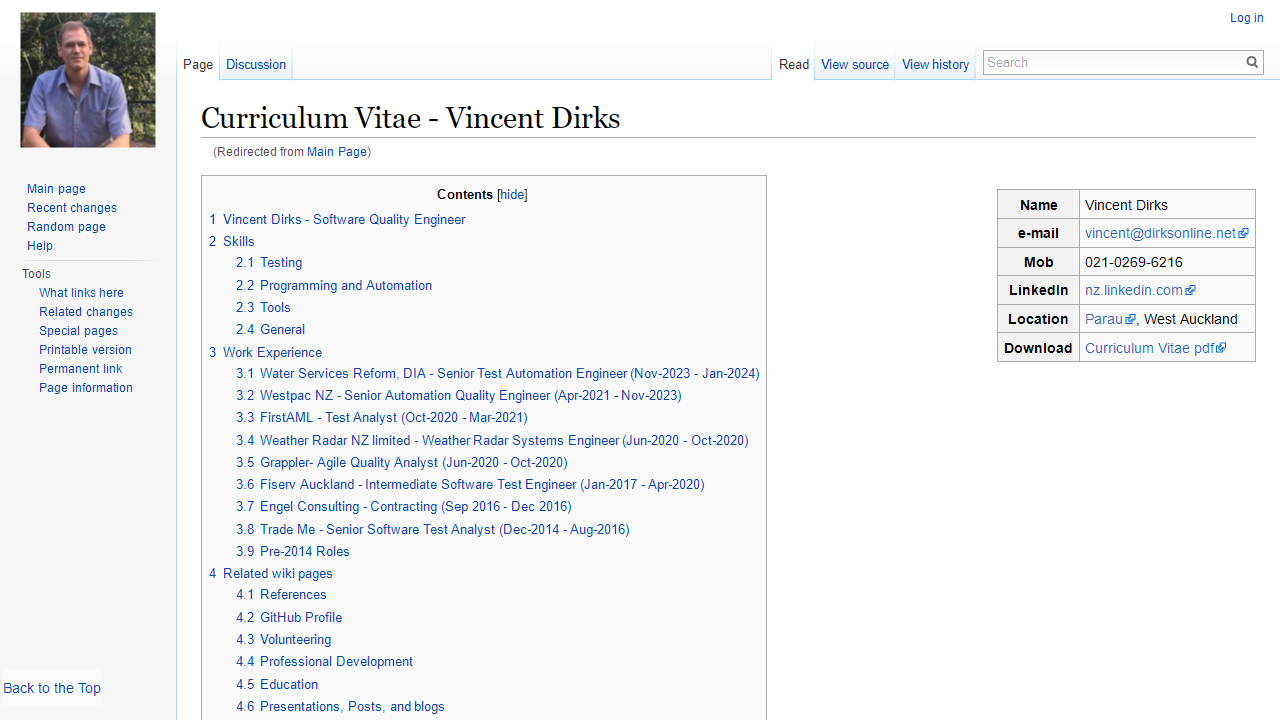 Log in
Page
Discussion
Read
View source
View history
Search
Curriculum Vitae - Vincent Dirks
(Redirected from Main Page)
Main page
Recent changes
Random page
Help
Tools
What links here
Related changes
Special pages
Printable version
Permanent link
Page information
Back to the Top
Contents [hide]
1 Vincent Dirks - Software Quality Engineer
2 Skills
2.1 Testing
2.2 Programming and Automation
2.3 Tools
2.4 General
3 Work Experience
3.1 Water Services Reform, DIA - Senior Test Automation Engineer (Nov-2023 - Jan-2024)
3.2 Westpac NZ - Senior Automation Quality Engineer (Apr-2021 - Nov-2023)
3.3 FirstAML - Test Analyst (Oct-2020 - Mar-2021)
3.4 Weather Radar NZ limited - Weather Radar Systems Engineer (Jun-2020 - Oct-2020)
3.5 Grappler- Agile Quality Analyst (Jun-2020 - Oct-2020)
3.6 Fiserv Auckland - Intermediate Software Test Engineer (Jan-2017 - Apr-2020)
3.7 Engel Consulting - Contracting (Sep 2016 - Dec 2016)
3.8 Trade Me - Senior Software Test Analyst (Dec-2014 - Aug-2016)
3.9 Pre-2014 Roles
4 Related wiki pages
4.1 References
4.2 GitHub Profile
4.3 Volunteering
4.4 Professional Development
4.5 Education
4.6 Presentations, Posts, and blogs
Name Vincent Dirks
e-mail vincent@dirksonline.net
Mob 021-0269-6216
LinkedIn nz.linkedin.com
Location Parau, West Auckland
Download Curriculum Vitae pdf